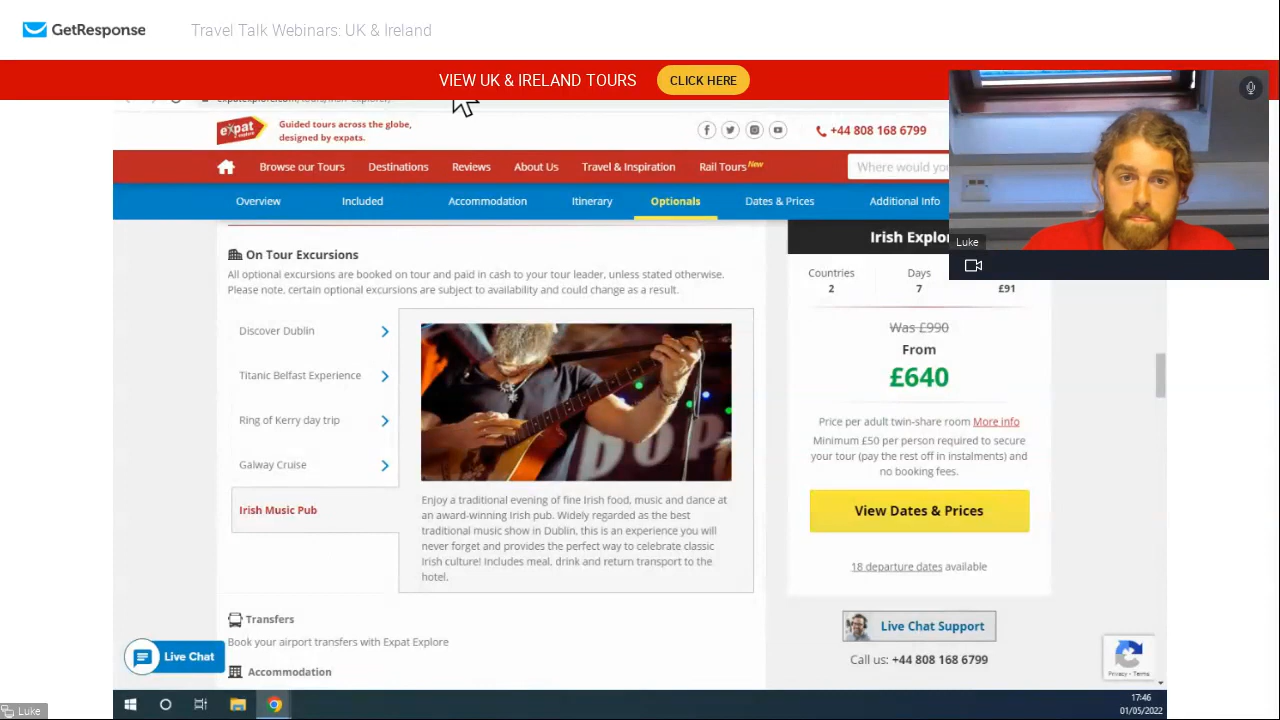 GetResponse
Travel Talk Webinars: UK & Ireland
VIEW UK & IRELAND TOURS
CLICK HERE
expat
Guided tours across the globe,
designed by expats.
+44 808 168 6799
Browse our Tours
Destinations
Reviews
About Us
Travel & Inspiration
Rail Tours New
Where would you
Overview
Included
Accommodation
Itinerary
Optionals
Dates & Prices
Additional Info
Luke
On Tour Excursions
All optional excursions are booked on tour and paid in cash to your tour leader, unless stated otherwise.
Please note, certain optional excursions are subject to availability and could change as a result.
Discover Dublin
Titanic Belfast Experience
Ring of Kerry day trip
Galway Cruise
Irish Music Pub
Enjoy a traditional evening of fine Irish food, music and dance at
an award-winning Irish pub. Widely regarded as the best
traditional music show in Dublin, this is an experience you will
never forget and provides the perfect way to celebrate classic
Irish culture! Includes meal, drink and return transport to the
hotel.
Transfers
Book your airport transfers with Expat Explore
Accommodation
Irish Explo
Countries
Days
2
7
£91
Was £990
From
£640
Price per adult twin-share room More info
Minimum £50 per person required to secure
your tour (pay the rest off in instalments) and
no booking fees.
View Dates & Prices
18 departure dates available
Live Chat Support
Call us: +44 808 168 6799
Live Chat
Privacy - Terms
Luke
17:46
01/05/2022